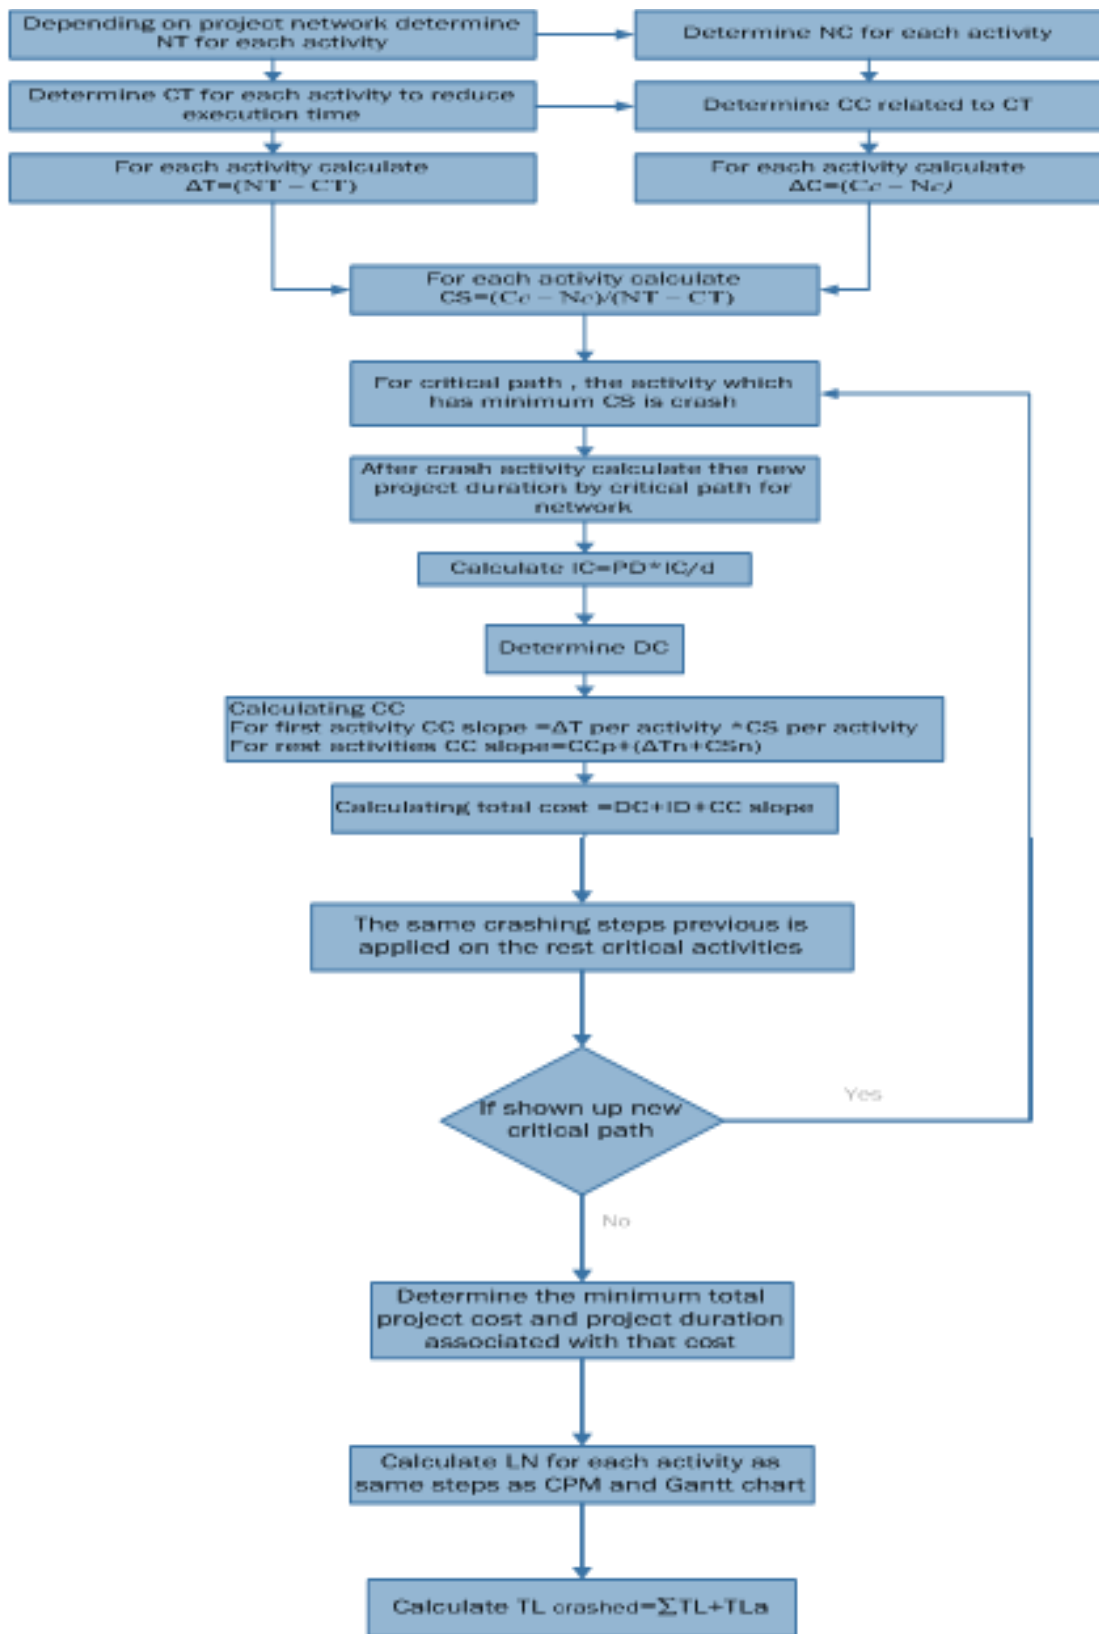 Depending on project network determine
NT for each activity
Determine NC for each activity
Determine CT for each activity to reduce
execution time
Determine CC related to CT
For each activity calculate
ΔT=(NT – CT)
For each activity calculate
ΔC=(Cc – Nc)
For each activity calculate
CS=(Cc – Nc)/(NT – CT)
For critical path , the activity which
has minimum CS is crash
After crash activity calculate the new
project duration by critical path for
network
Calculate IC=PD*IC/d
Determine DC
Calculating CC
For first activity CC slope =ΔT per activity *CS per activity
For rest activities CC slope=CCp+(ΔTn+CSn)
Calculating total cost =DC+ID+CC slope
The same crashing steps previous is
applied on the rest critical activities
If shown up new
critical path
Yes
No
Determine the minimum total
project cost and project duration
associated with that cost
Calculate LN for each activity as
same steps as CPM and Gantt chart
Calculate TL crashed=∑TL+TLa